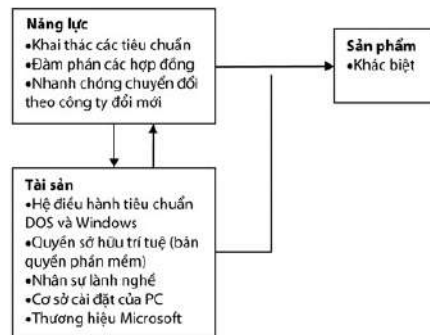 Năng lực
•Khai thác các tiêu chuẩn
•Đàm phán các hợp đồng
•Nhanh chóng chuyển đổi
theo công ty đổi mới
Sản phẩm
•Khác biệt
Tài sản
•Hệ điều hành tiêu chuẩn
DOS và Windows
•Quyền sở hữu trí tuệ (bản
quyền phần mềm)
•Nhân sự lành nghề
•Cơ sở cài đặt của PC
•Thương hiệu Microsoft